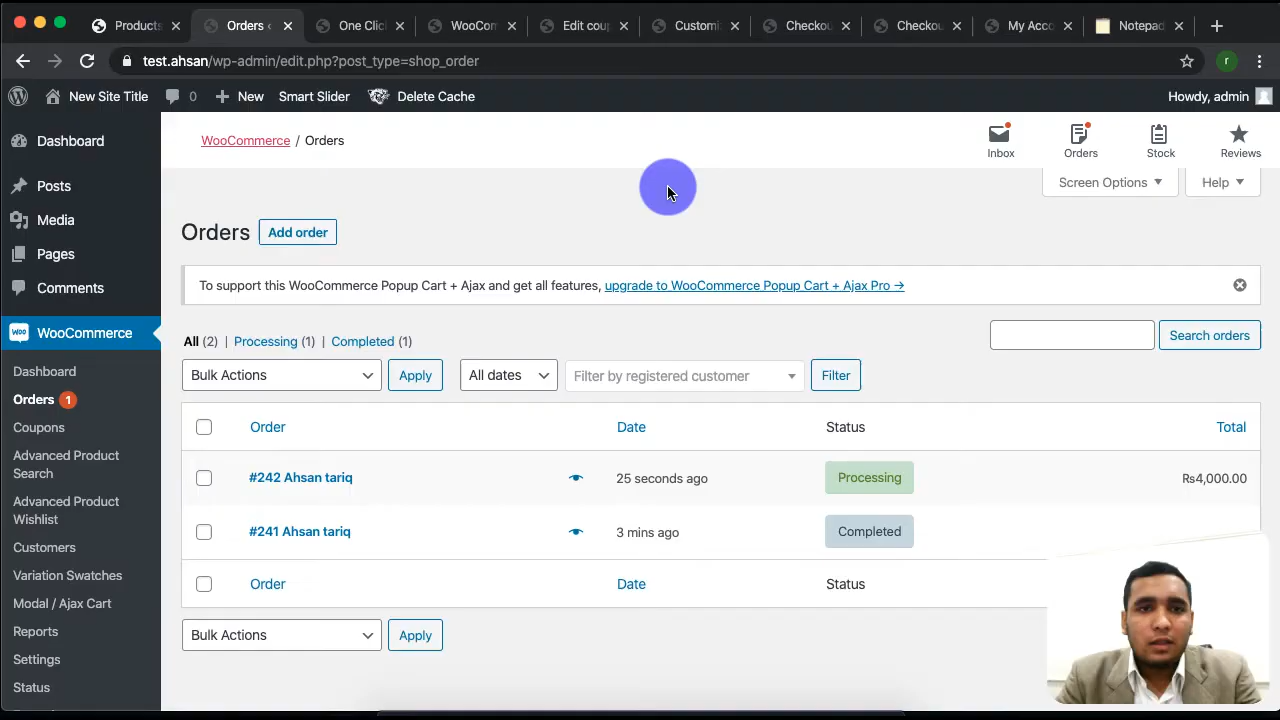 Products
Orders
One Clic
WooCom
Edit cou
Customi
Checkou
Checkou
My Acco
Notepad
test.ahsan/wp-admin/edit.php?post_type=shop_order
r
New Site Title
0
New
Smart Slider
Delete Cache
Howdy, admin
Dashboard
Posts
Media
Pages
Comments
WooCommerce
Dashboard
Orders 1
Coupons
Advanced Product
Search
Advanced Product
Wishlist
Customers
Variation Swatches
Modal / Ajax Cart
Reports
Settings
Status
WooCommerce / Orders
Inbox
Orders
Stock
Reviews
Screen Options
Help
Orders
Add order
To support this WooCommerce Popup Cart + Ajax and get all features, upgrade to WooCommerce Popup Cart + Ajax Pro →
All (2) | Processing (1) | Completed (1)
Search orders
Bulk Actions
Apply
All dates
Filter by registered customer
Filter
Order
Date
Status
Total
#242 Ahsan tariq
25 seconds ago
Processing
₨4,000.00
#241 Ahsan tariq
3 mins ago
Completed
Order
Date
Status
Bulk Actions
Apply